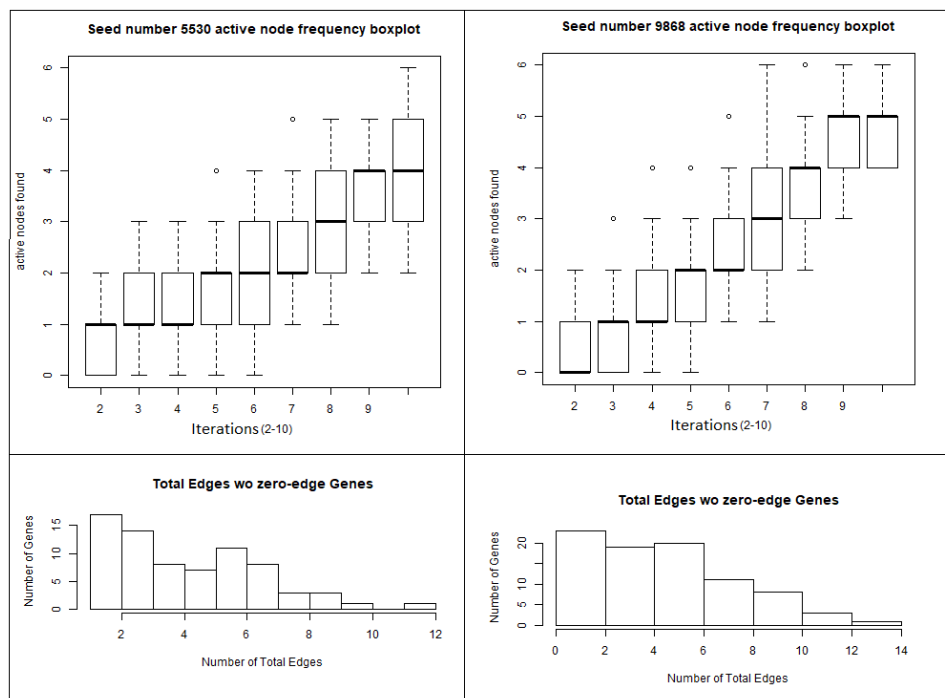 Seed number 5530 active node frequency boxplot
active nodes found
6
5
4
3
2
1
0
2 3 4 5 6 7 8 9
Iterations (2-10)
Seed number 9868 active node frequency boxplot
active nodes found
6
5
4
3
2
1
0
2 3 4 5 6 7 8 9
Iterations (2-10)
Total Edges wo zero-edge Genes
Number of Genes
15
10
5
0
2 4 6 8 10 12
Number of Total Edges
Total Edges wo zero-edge Genes
Number of Genes
20
10
5
0
0 2 4 6 8 10 12 14
Number of Total Edges